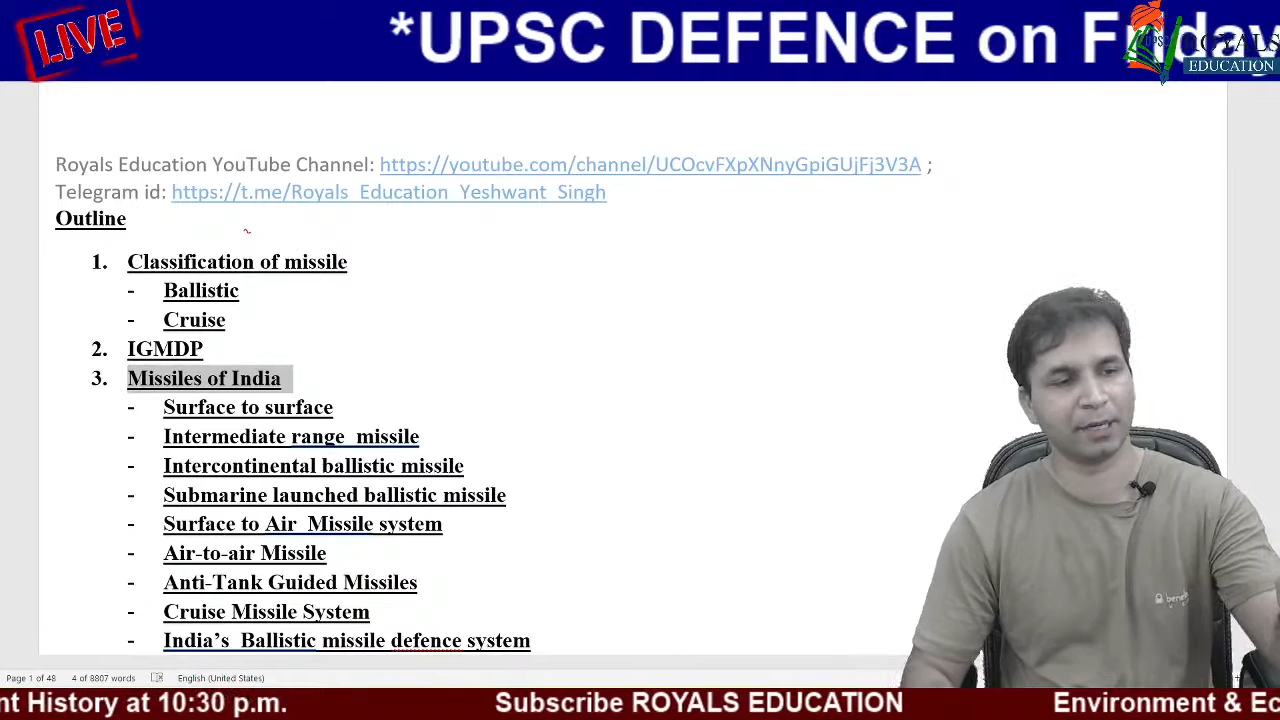 LIVE
*UPSC DEFENCE on
ROYALS
EDUCATION
Royals Education YouTube Channel: https://youtube.com/channel/UCOcvFXpXNnyGpiGUjFj3V3A ;
Telegram id: https://t.me/Royals_Education_Yeshwant_Singh
Outline
1. Classification of missile
- Ballistic
- Cruise
2. IGMDP
3. Missiles of India
- Surface to surface
- Intermediate range missile
- Intercontinental ballistic missile
- Submarine launched ballistic missile
- Surface to Air Missile system
- Air-to-air Missile
- Anti-Tank Guided Missiles
- Cruise Missile System
- India’s Ballistic missile defence system
Page 1 of 48 4 of 8807 words English (United States)
nt History at 10:30 p.m. Subscribe ROYALS EDUCATION Environment & Ec